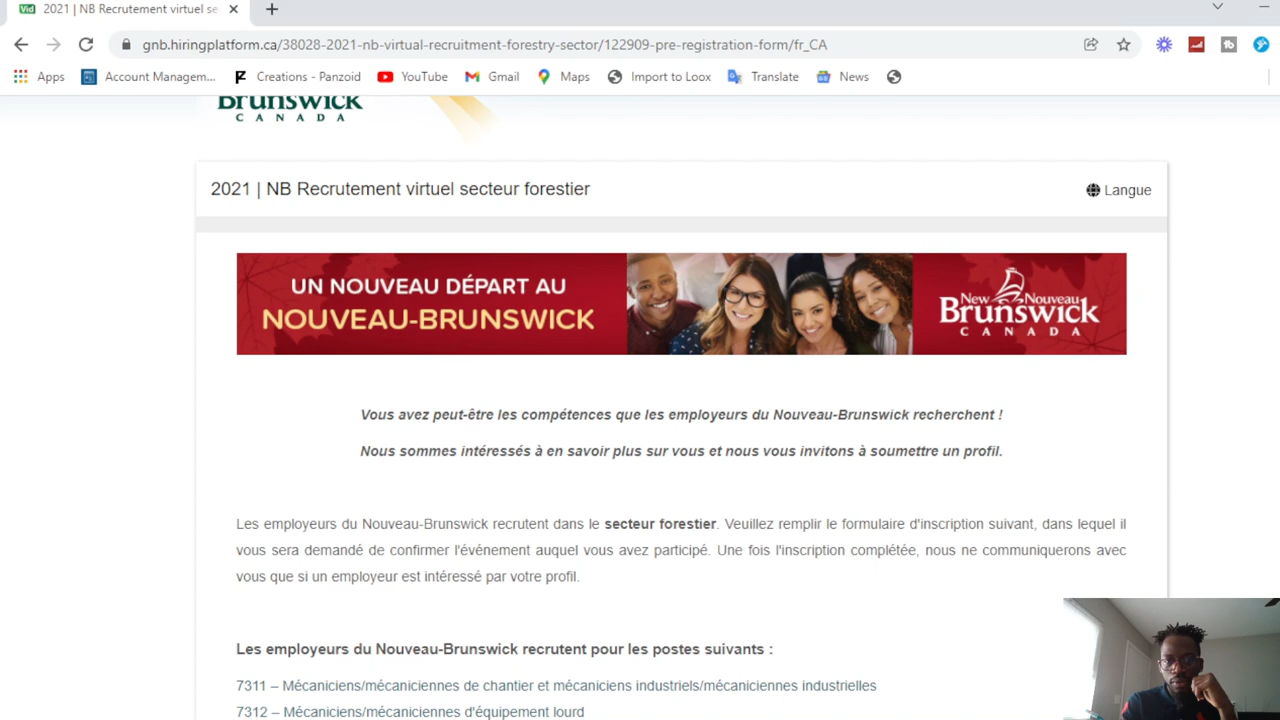 Vid 2021 | NB Recrutement virtuel se
gnb.hiringplatform.ca/38028-2021-nb-virtual-recruitment-forestry-sector/122909-pre-registration-form/fr_CA
Apps Account Managem... Creations - Panzoid YouTube Gmail Maps Import to Loox Translate News
Brunswick
CANADA
2021 | NB Recrutement virtuel secteur forestier
Langue
UN NOUVEAU DÉPART AU
NOUVEAU-BRUNSWICK
New Nouveau
Brunswick
CANADA
Vous avez peut-être les compétences que les employeurs du Nouveau-Brunswick recherchent !
Nous sommes intéressés à en savoir plus sur vous et nous vous invitons à soumettre un profil.
Les employeurs du Nouveau-Brunswick recrutent dans le secteur forestier. Veuillez remplir le formulaire d'inscription suivant, dans lequel il
vous sera demandé de confirmer l'événement auquel vous avez participé. Une fois l'inscription complétée, nous ne communiquerons avec
vous que si un employeur est intéressé par votre profil.
Les employeurs du Nouveau-Brunswick recrutent pour les postes suivants :
7311 – Mécaniciens/mécaniciennes de chantier et mécaniciens industriels/mécaniciennes industrielles
7312 – Mécaniciens/mécaniciennes d'équipement lourd